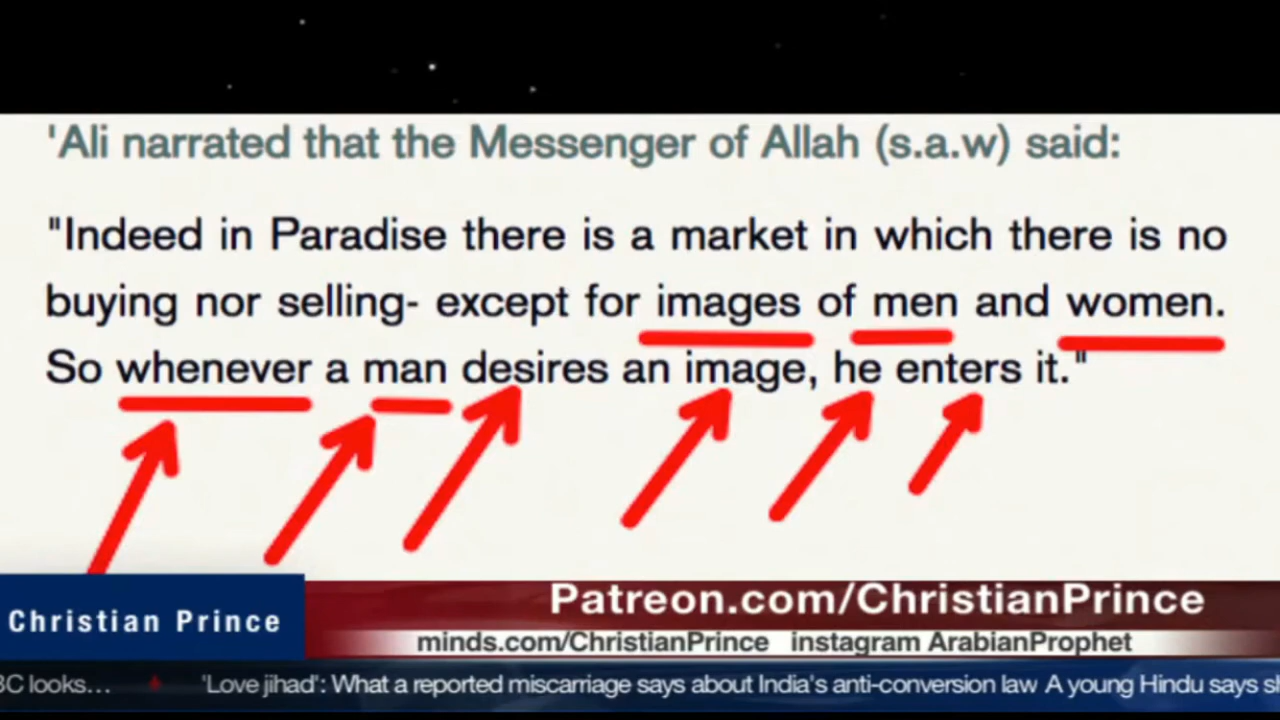 'Ali narrated that the Messenger of Allah (s.a.w) said:
"Indeed in Paradise there is a market in which there is no
buying nor selling- except for images of men and women.
So whenever a man desires an image, he enters it."
Christian Prince
Patreon.com/ChristianPrince
minds.com/ChristianPrince instagram ArabianProphet
looks... 'Love jihad': What a reported miscarriage says about India's anti-conversion law A young Hindu says